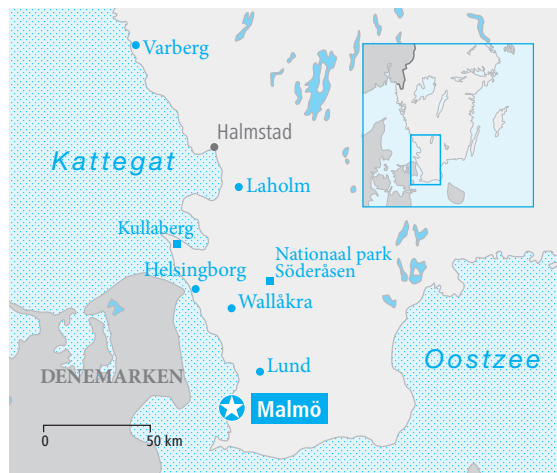 Varberg
Halmstad
Kattegat
Laholm
Kullaberg
Nationaal park
Söderåsen
Helsingborg
Wallåkra
Oostzee
Lund
DENEMARKEN
Malmö
0 50 km